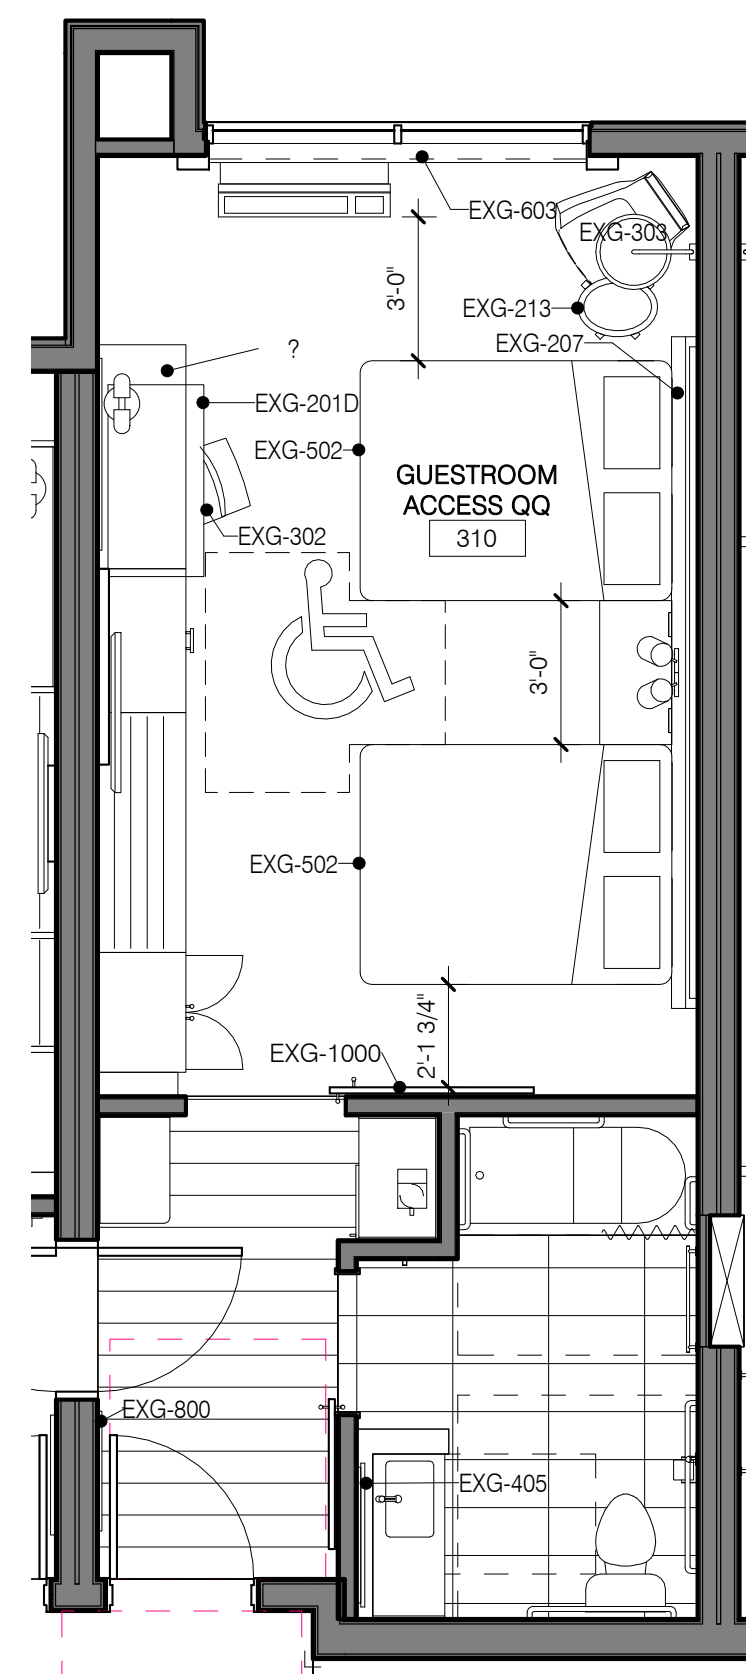 EXG-603
EXG-303
3'-0"
EXG-213
EXG-207
?
EXG-201D
EXG-502
GUESTROOM
ACCESS QQ
310
EXG-302
3'-0"
EXG-502
2'-1 3/4"
EXG-1000
EXG-800
EXG-405